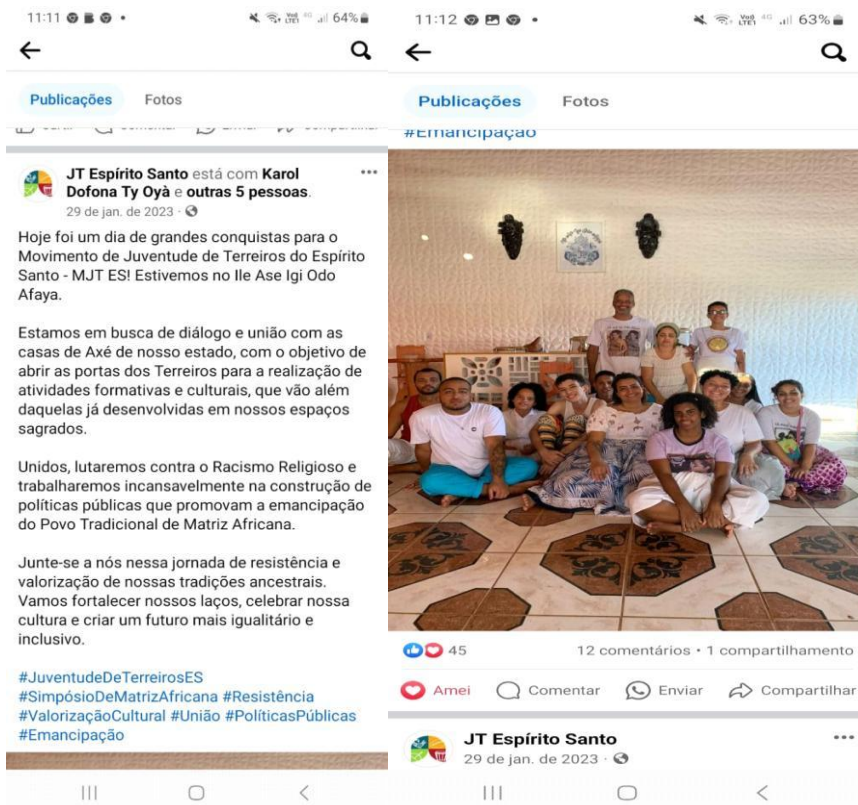 11:11
Voo) 4G
LTE1
64%
Publicações Fotos
JT Espírito Santo está com Karol
Dofona Ty Oyà e outras 5 pessoas.
29 de jan. de 2023 ·
Hoje foi um dia de grandes conquistas para o
Movimento de Juventude de Terreiros do Espírito
Santo - MJT ES! Estivemos no Ile Ase Igi Odo
Afaya.
Estamos em busca de diálogo e união com as
casas de Axé de nosso estado, com o objetivo de
abrir as portas dos Terreiros para a realização de
atividades formativas e culturais, que vão além
daquelas já desenvolvidas em nossos espaços
sagrados.
Unidos, lutaremos contra o Racismo Religioso e
trabalharemos incansavelmente na construção de
políticas públicas que promovam a emancipação
do Povo Tradicional de Matriz Africana.
Junte-se a nós nessa jornada de resistência e
valorização de nossas tradições ancestrais.
Vamos fortalecer nossos laços, celebrar nossa
cultura e criar um futuro mais igualitário e
inclusivo.
#JuventudeDeTerreirosES
#SimpósioDeMatrizAfricana #Resistência
#ValorizaçãoCultural #União #PolíticasPúblicas
#Emancipação
11:12
Voo) 4G
LTE1
63%
Publicações Fotos
#Emancipação
45 12 comentários • 1 compartilhamento
Amei Comentar Enviar Compartilhar
JT Espírito Santo
29 de jan. de 2023 ·